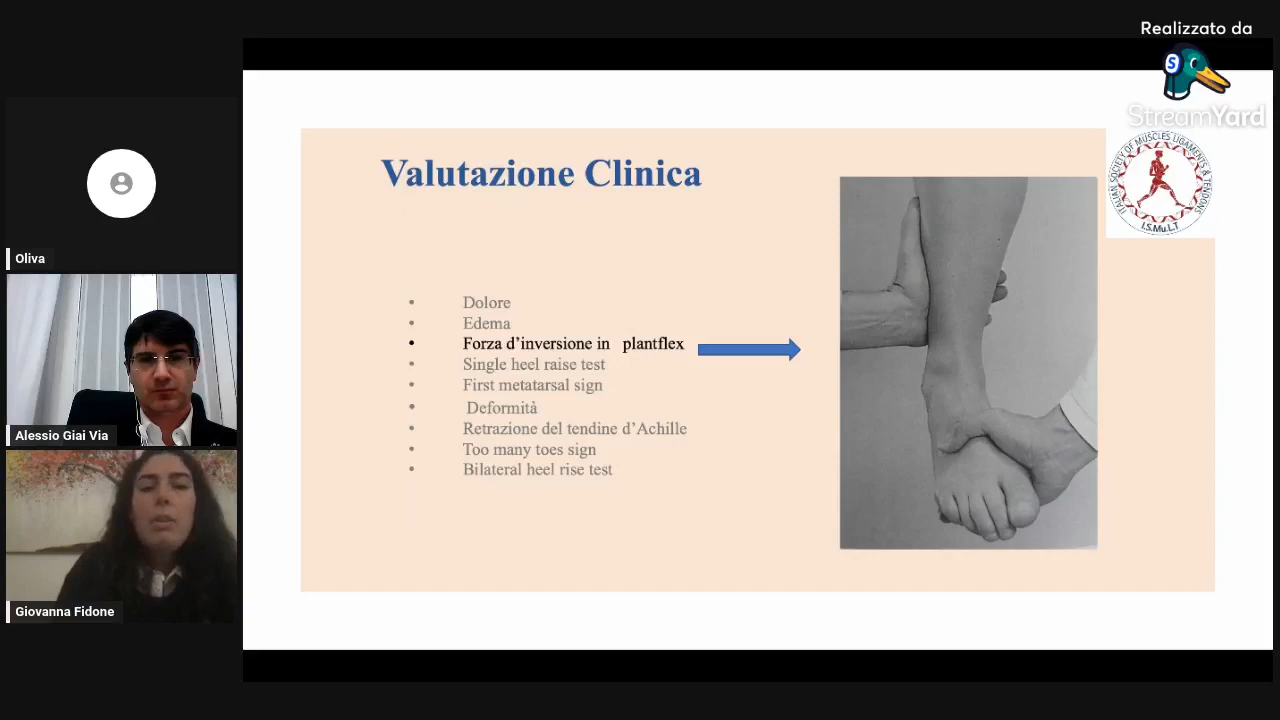 Realizzato da
S
StreamYard
ITALIAN SOCIETY OF MUSCLES LIGAMENTS & TENDONS
I.S.Mu.L.T
Valutazione Clinica
• Dolore
• Edema
• Forza d’inversione in plantflex
• Single heel raise test
• First metatarsal sign
• Deformità
• Retrazione del tendine d’Achille
• Too many toes sign
• Bilateral heel rise test
Oliva
Alessio Giai Via
Giovanna Fidone